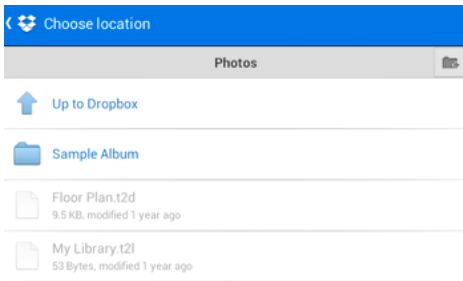 Choose location
Photos
Up to Dropbox
Sample Album
Floor Plan.t2d
9.5 KB, modified 1 year ago
My Library.t2l
53 Bytes, modified 1 year ago